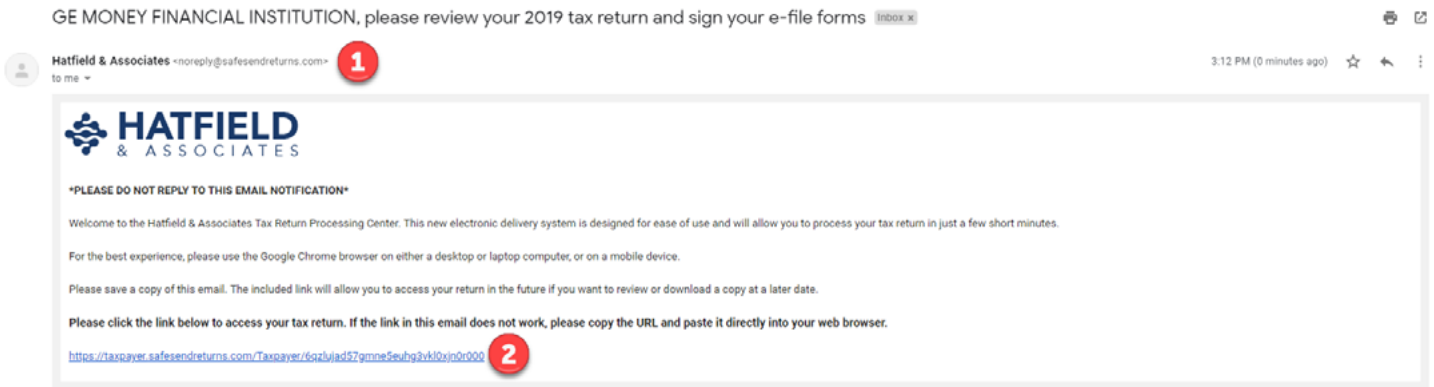 GE MONEY FINANCIAL INSTITUTION, please review your 2019 tax return and sign your e-file forms Inbox x
Hatfield & Associates <noreply@safesendreturns.com> 1
3:12 PM (0 minutes ago)
to me
HATFIELD
& ASSOCIATES
*PLEASE DO NOT REPLY TO THIS EMAIL NOTIFICATION*
Welcome to the Hatfield & Associates Tax Return Processing Center. This new electronic delivery system is designed for ease of use and will allow you to process your tax return in just a few short minutes.
For the best experience, please use the Google Chrome browser on either a desktop or laptop computer, or on a mobile device.
Please save a copy of this email. The included link will allow you to access your return in the future if you want to review or download a copy at a later date.
Please click the link below to access your tax return. If the link in this email does not work, please copy the URL and paste it directly into your web browser.
https://taxpayer.safesendreturns.com/Taxpayer/6qzlujad57gmne5euhg3vkl0xjn0r000 2